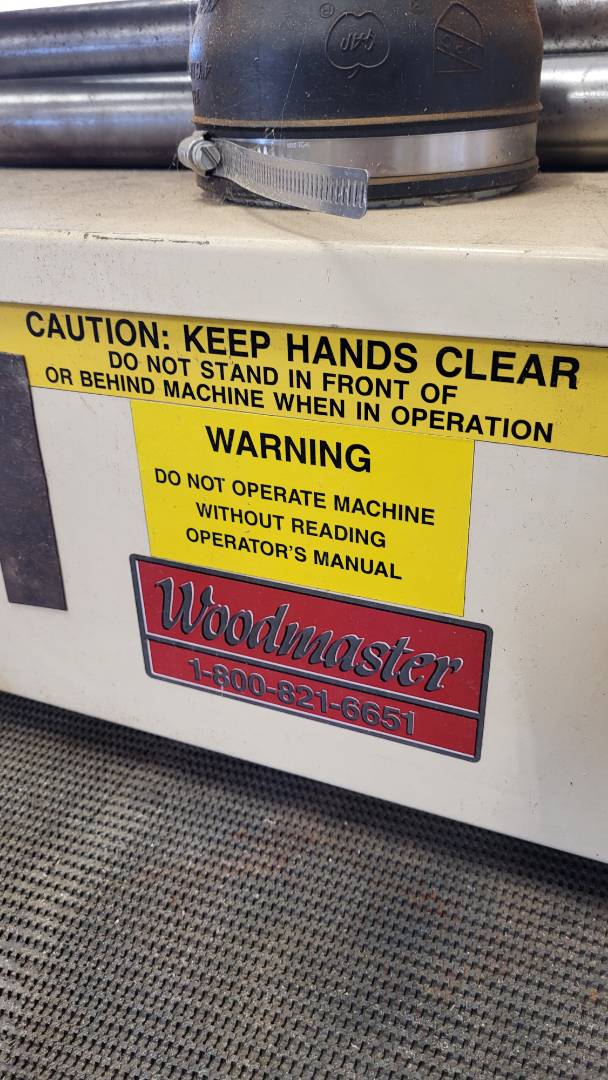 CAUTION: KEEP HANDS CLEAR
DO NOT STAND IN FRONT OF
OR BEHIND MACHINE WHEN IN OPERATION
WARNING
DO NOT OPERATE MACHINE
WITHOUT READING
OPERATOR'S MANUAL
Woodmaster
1-800-821-6651